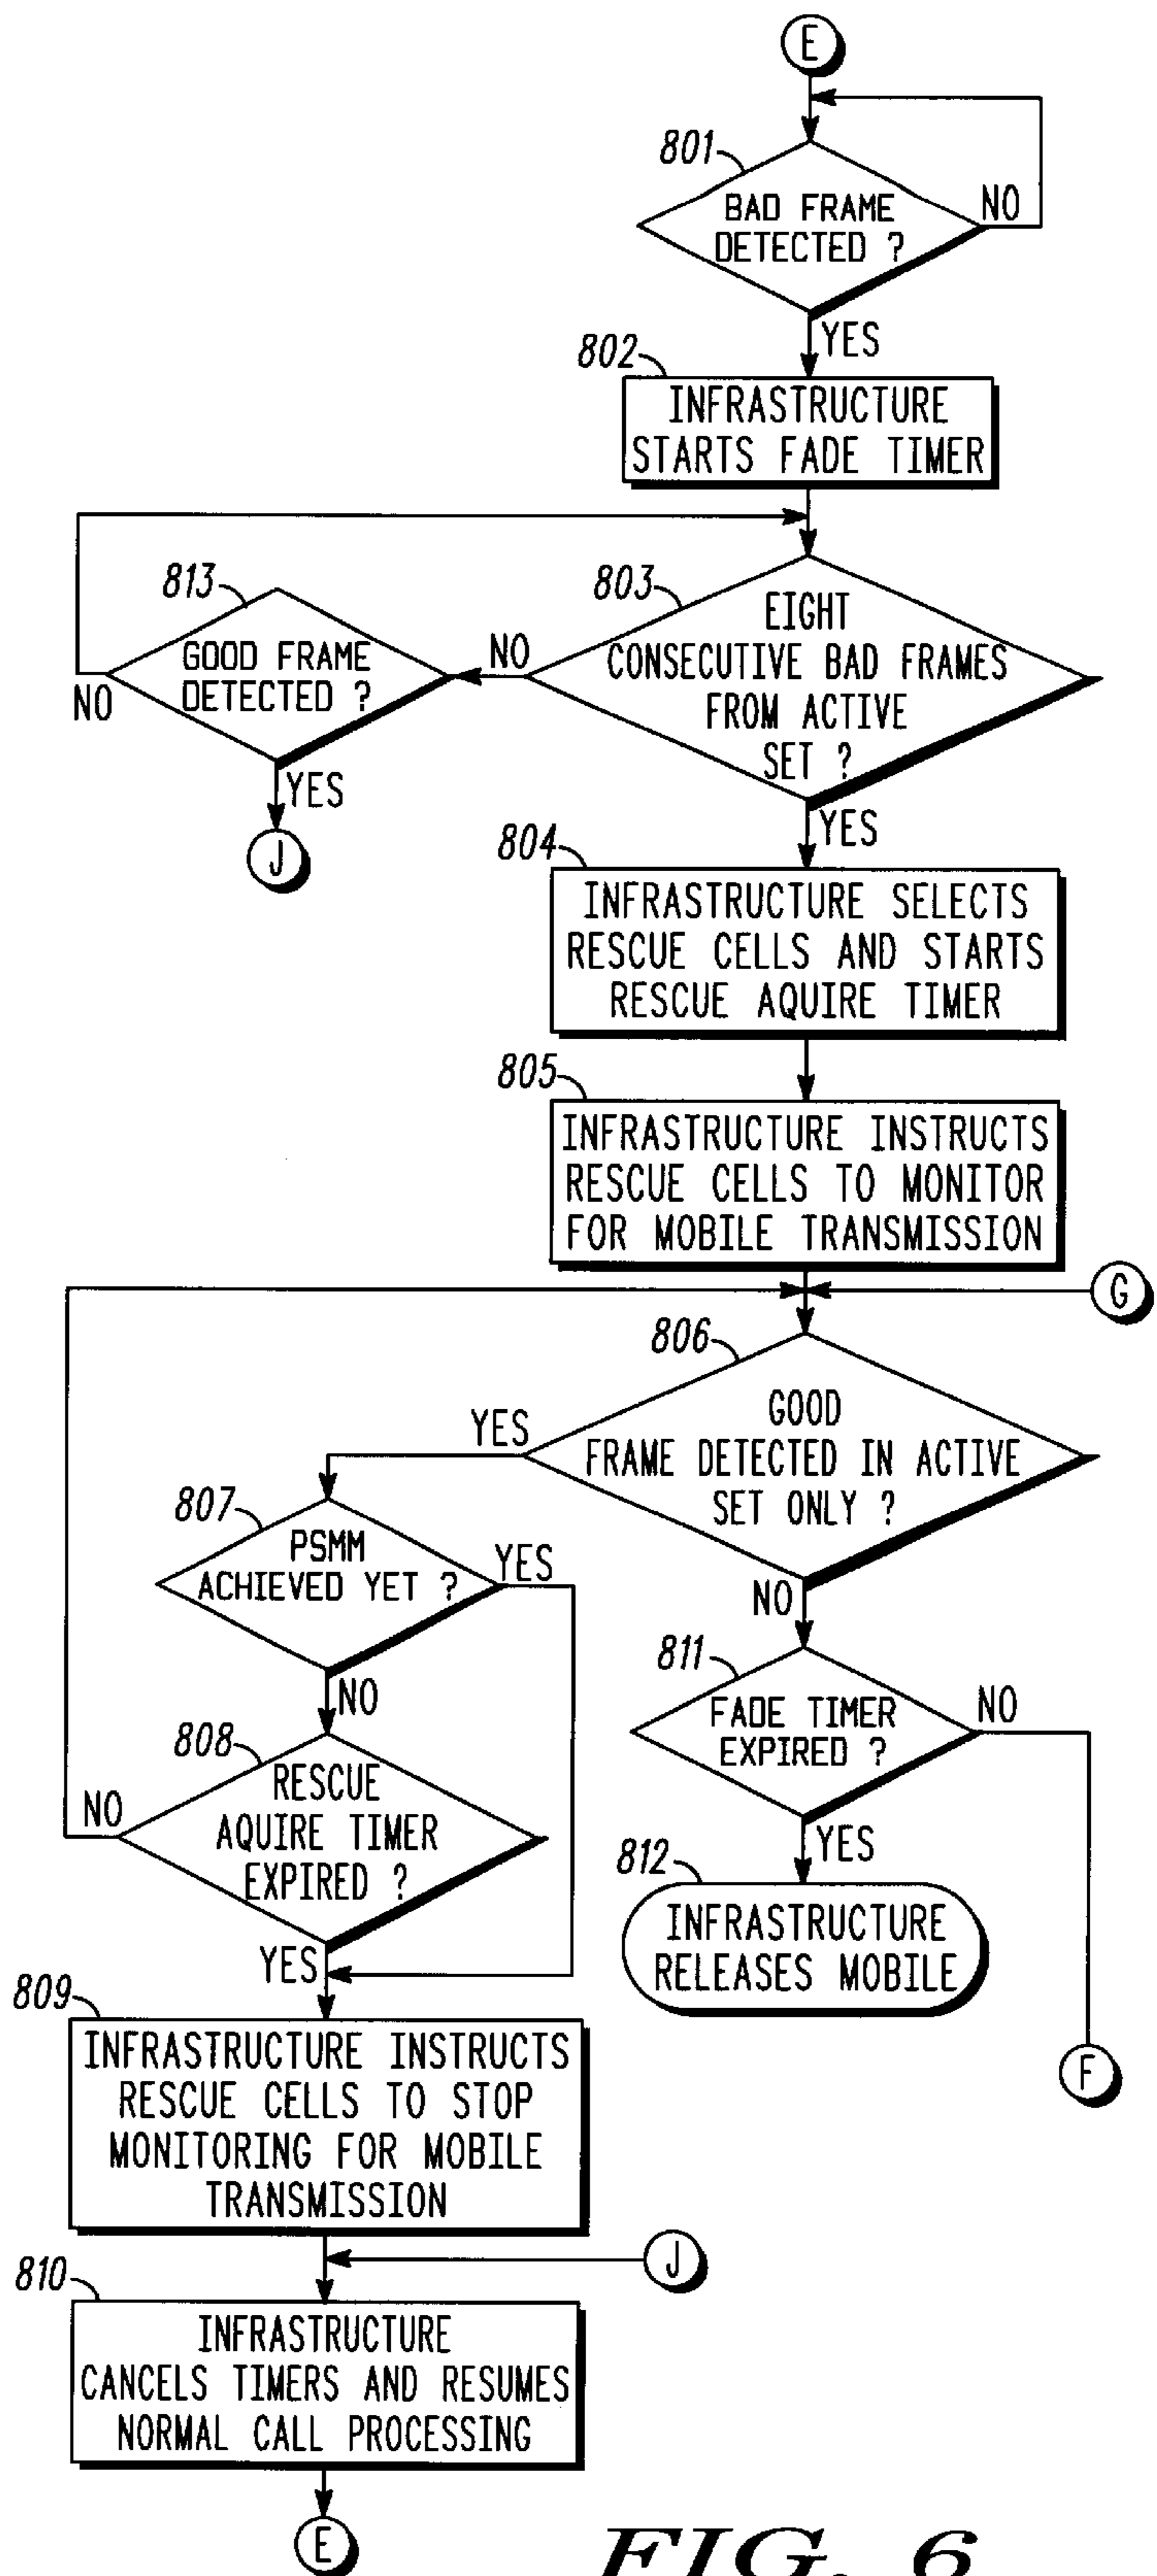 E
801
BAD FRAME
DETECTED ?
NO
YES
802
INFRASTRUCTURE
STARTS FADE TIMER
803
EIGHT
CONSECUTIVE BAD FRAMES
FROM ACTIVE
SET ?
NO
813
GOOD FRAME
DETECTED ?
NO
YES
J
YES
804
INFRASTRUCTURE SELECTS
RESCUE CELLS AND STARTS
RESCUE AQUIRE TIMER
805
INFRASTRUCTURE INSTRUCTS
RESCUE CELLS TO MONITOR
FOR MOBILE TRANSMISSION
G
806
GOOD
FRAME DETECTED IN ACTIVE
SET ONLY ?
YES
NO
807
PSMM
ACHIEVED YET ?
YES
NO
808
RESCUE
AQUIRE TIMER
EXPIRED ?
NO
YES
811
FADE TIMER
EXPIRED ?
NO
YES
812
INFRASTRUCTURE
RELEASES MOBILE
F
809
INFRASTRUCTURE INSTRUCTS
RESCUE CELLS TO STOP
MONITORING FOR MOBILE
TRANSMISSION
J
810
INFRASTRUCTURE
CANCELS TIMERS AND RESUMES
NORMAL CALL PROCESSING
E
FIG. 6